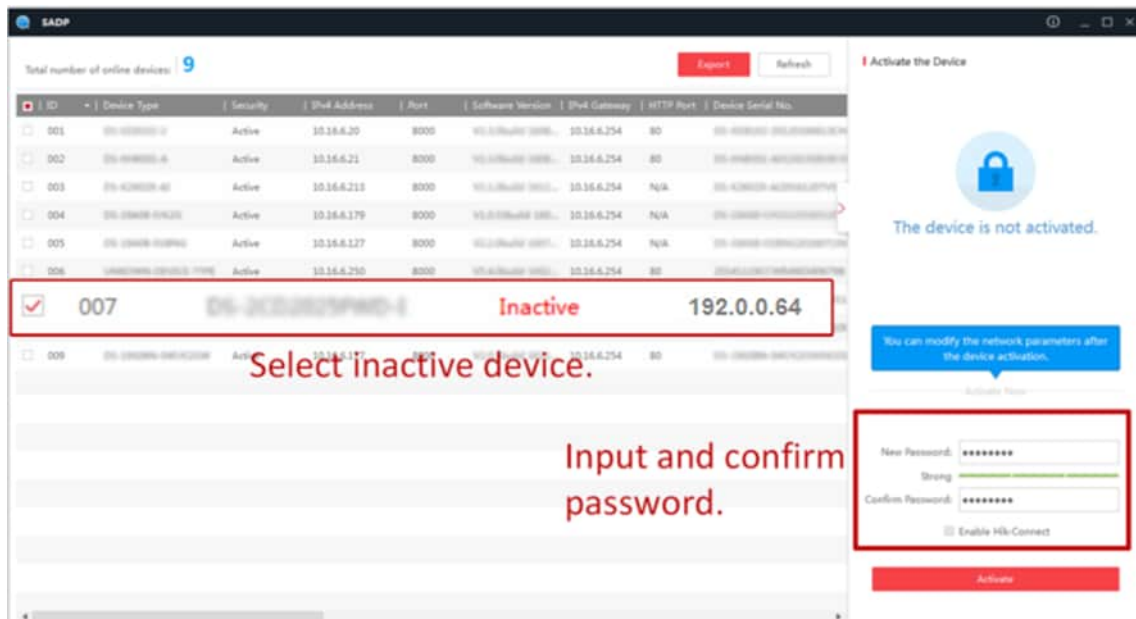 SADP
Total number of online devices: 9
Export
Refresh
ID | Device Type | Security | IPv4 Address | Port | Software Version | IPv4 Gateway | HTTP Port | Device Serial No.
001 Active 10.16.6.20 8000 10.16.6.254 80
002 Active 10.16.6.21 8000 10.16.6.254 80
003 Active 10.16.6.213 8000 10.16.6.254 N/A
004 Active 10.16.6.179 8000 10.16.6.254 N/A
005 Active 10.16.6.127 8000 10.16.6.254 N/A
006 Active 10.16.6.250 8000 10.16.6.254 80
007 Inactive 192.0.0.64
009 8000 10.16.6.254 80
Select inactive device.
Input and confirm
password.
Activate the Device
The device is not activated.
You can modify the network parameters after
the device activation.
Activate Now
New Password: ••••••••
Strong
Confirm Password: ••••••••
Enable Hik-Connect
Activate